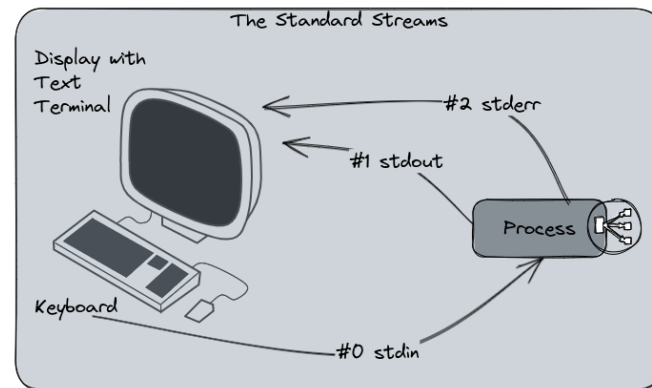 The Standard Streams
Display with
Text
Terminal
#2 stderr
#1 stdout
Process
Keyboard
#0 stdin